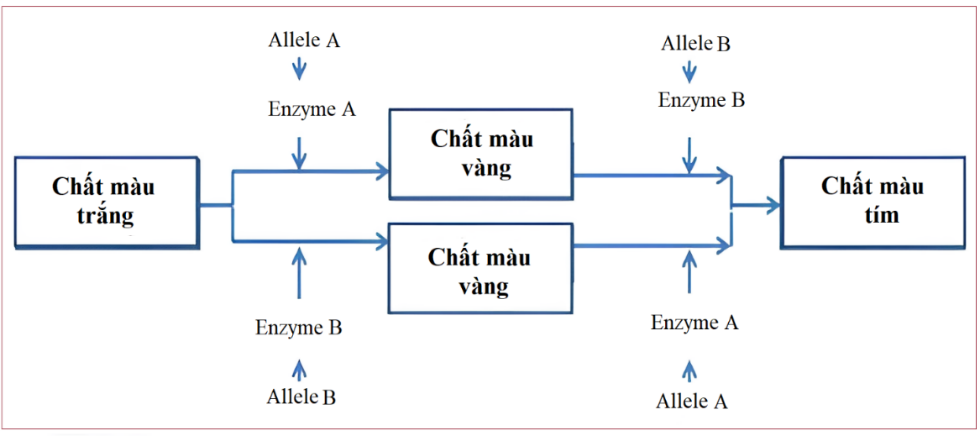 Allele A
Enzyme A
Allele B
Enzyme B
Chất màu
trắng
Chất màu
vàng
Chất màu
vàng
Chất màu
tím
Enzyme B
Allele B
Enzyme A
Allele A